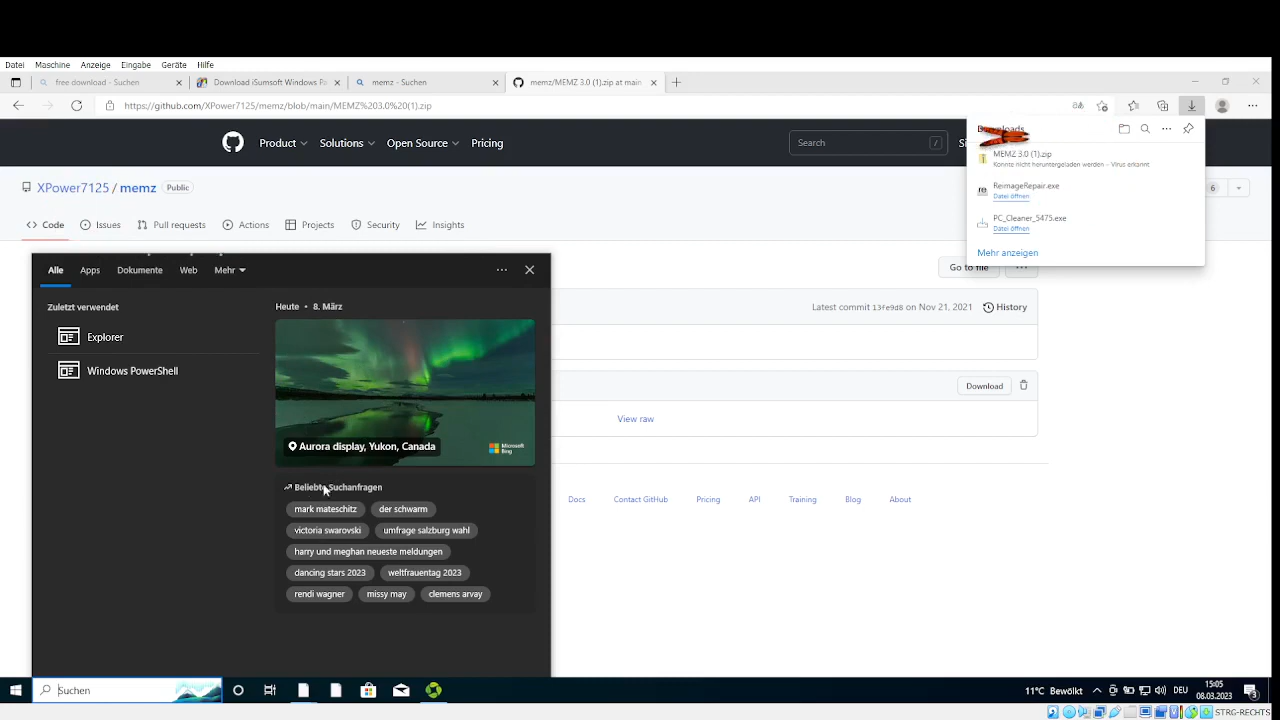 Datei Maschine Anzeige Eingabe Geräte Hilfe
free download - Suchen
Download iSumsoft Windows Pa
memz - Suchen
memz/MEMZ 3.0 (1).zip at main
https://github.com/XPower7125/memz/blob/main/MEMZ%203.0%20(1).zip
Product
Solutions
Open Source
Pricing
Search
/
Si
Downloads
MEMZ 3.0 (1).zip
Konnte nicht heruntergeladen werden – Virus erkannt
ReimageRepair.exe
Datei öffnen
PC_Cleaner_5475.exe
Datei öffnen
Mehr anzeigen
XPower7125 / memz
Public
6
Code
Issues
Pull requests
Actions
Projects
Security
Insights
Go to file
Latest commit 13fe9d8 on Nov 21, 2021
History
Download
View raw
Docs
Contact GitHub
Pricing
API
Training
Blog
About
Alle
Apps
Dokumente
Web
Mehr
Zuletzt verwendet
Explorer
Windows PowerShell
Heute • 8. März
Aurora display, Yukon, Canada
Microsoft
Bing
Beliebte Suchanfragen
mark mateschitz
der schwarm
victoria swarovski
umfrage salzburg wahl
harry und meghan neueste meldungen
dancing stars 2023
weltfrauentag 2023
rendi wagner
missy may
clemens arvay
Suchen
11°C Bewölkt
DEU
15:05
08.03.2023
3
STRG-RECHTS